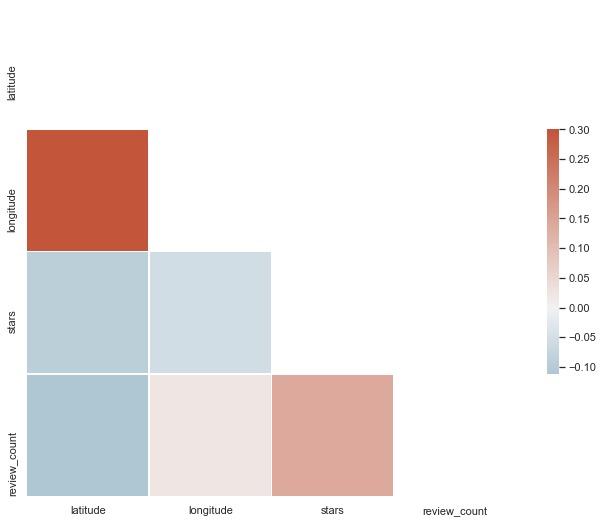 latitude
longitude
stars
review_count
latitude
longitude
stars
review_count
0.30
0.25
0.20
0.15
0.10
0.05
0.00
−0.05
−0.10